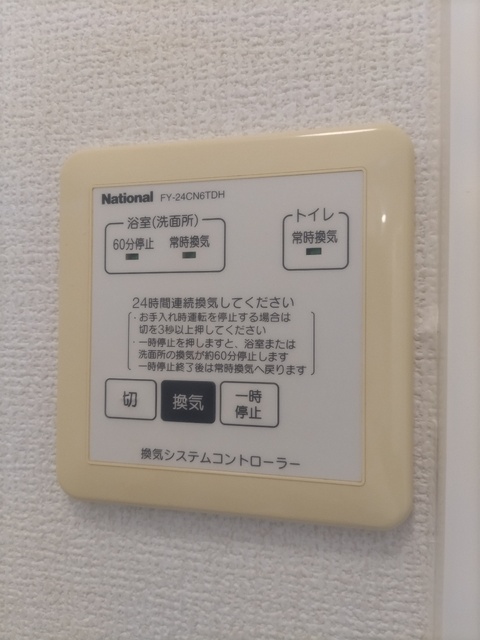 National FY-24CN6TDH
浴室(洗面所)
60分停止 常時換気
トイレ
常時換気
24時間連続換気してください
・お手入れ時運転を停止する場合は
切を3秒以上押してください
・一時停止を押しますと、浴室または
洗面所の換気が約60分停止します
一時停止終了後は常時換気へ戻ります
切 換気 一時
停止
換気システムコントローラー